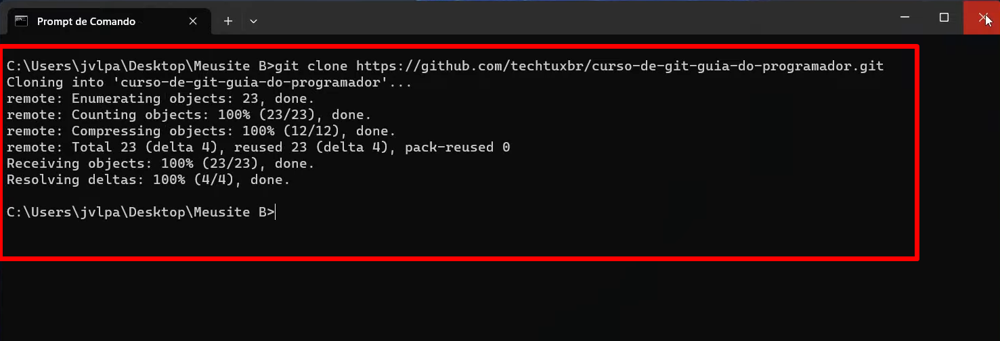 Prompt de Comando
C:\Users\jvlpa\Desktop\Meusite B>git clone https://github.com/techtuxbr/curso-de-git-guia-do-programador.git
Cloning into 'curso-de-git-guia-do-programador'...
remote: Enumerating objects: 23, done.
remote: Counting objects: 100% (23/23), done.
remote: Compressing objects: 100% (12/12), done.
remote: Total 23 (delta 4), reused 23 (delta 4), pack-reused 0
Receiving objects: 100% (23/23), done.
Resolving deltas: 100% (4/4), done.
C:\Users\jvlpa\Desktop\Meusite B>